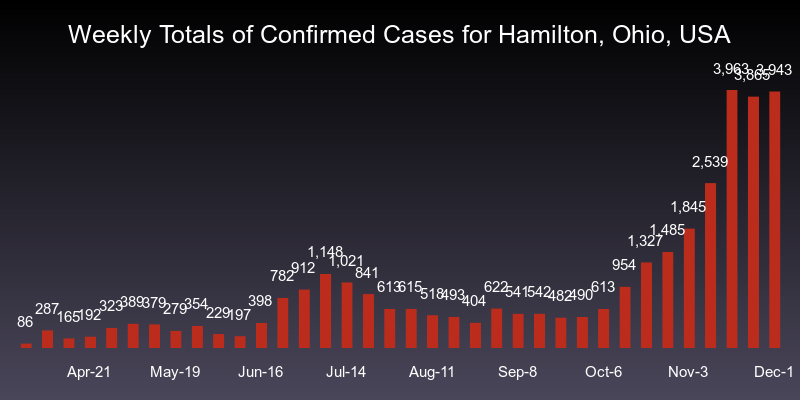 Weekly Totals of Confirmed Cases for Hamilton, Ohio, USA
86 287 165 192 323 389 379 279 354 229 197 398 782 912 1,148 1,021 841 613 615 518 493 404 622 541 542 482 490 613 954 1,327 1,485 1,845 2,539 3,963 3,865 3,943
Apr-21 May-19 Jun-16 Jul-14 Aug-11 Sep-8 Oct-6 Nov-3 Dec-1